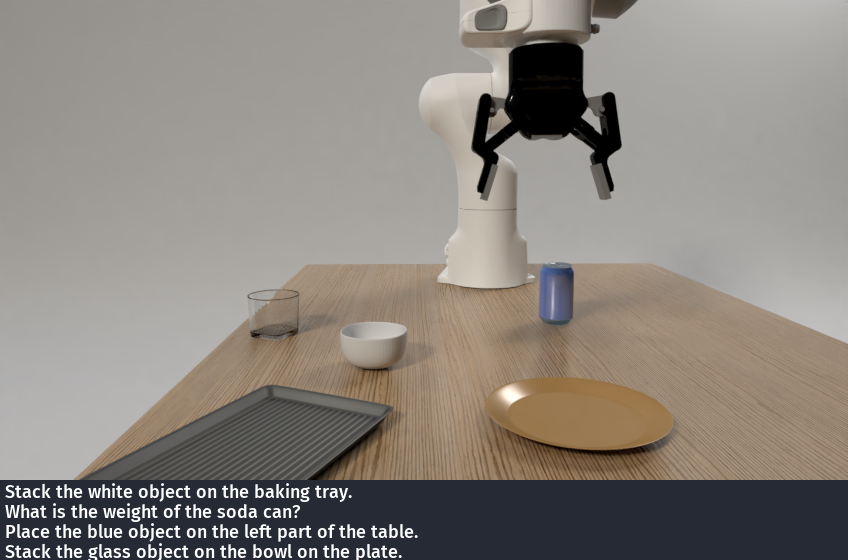 Stack the white object on the baking tray.
What is the weight of the soda can?
Place the blue object on the left part of the table.
Stack the glass object on the bowl on the plate.